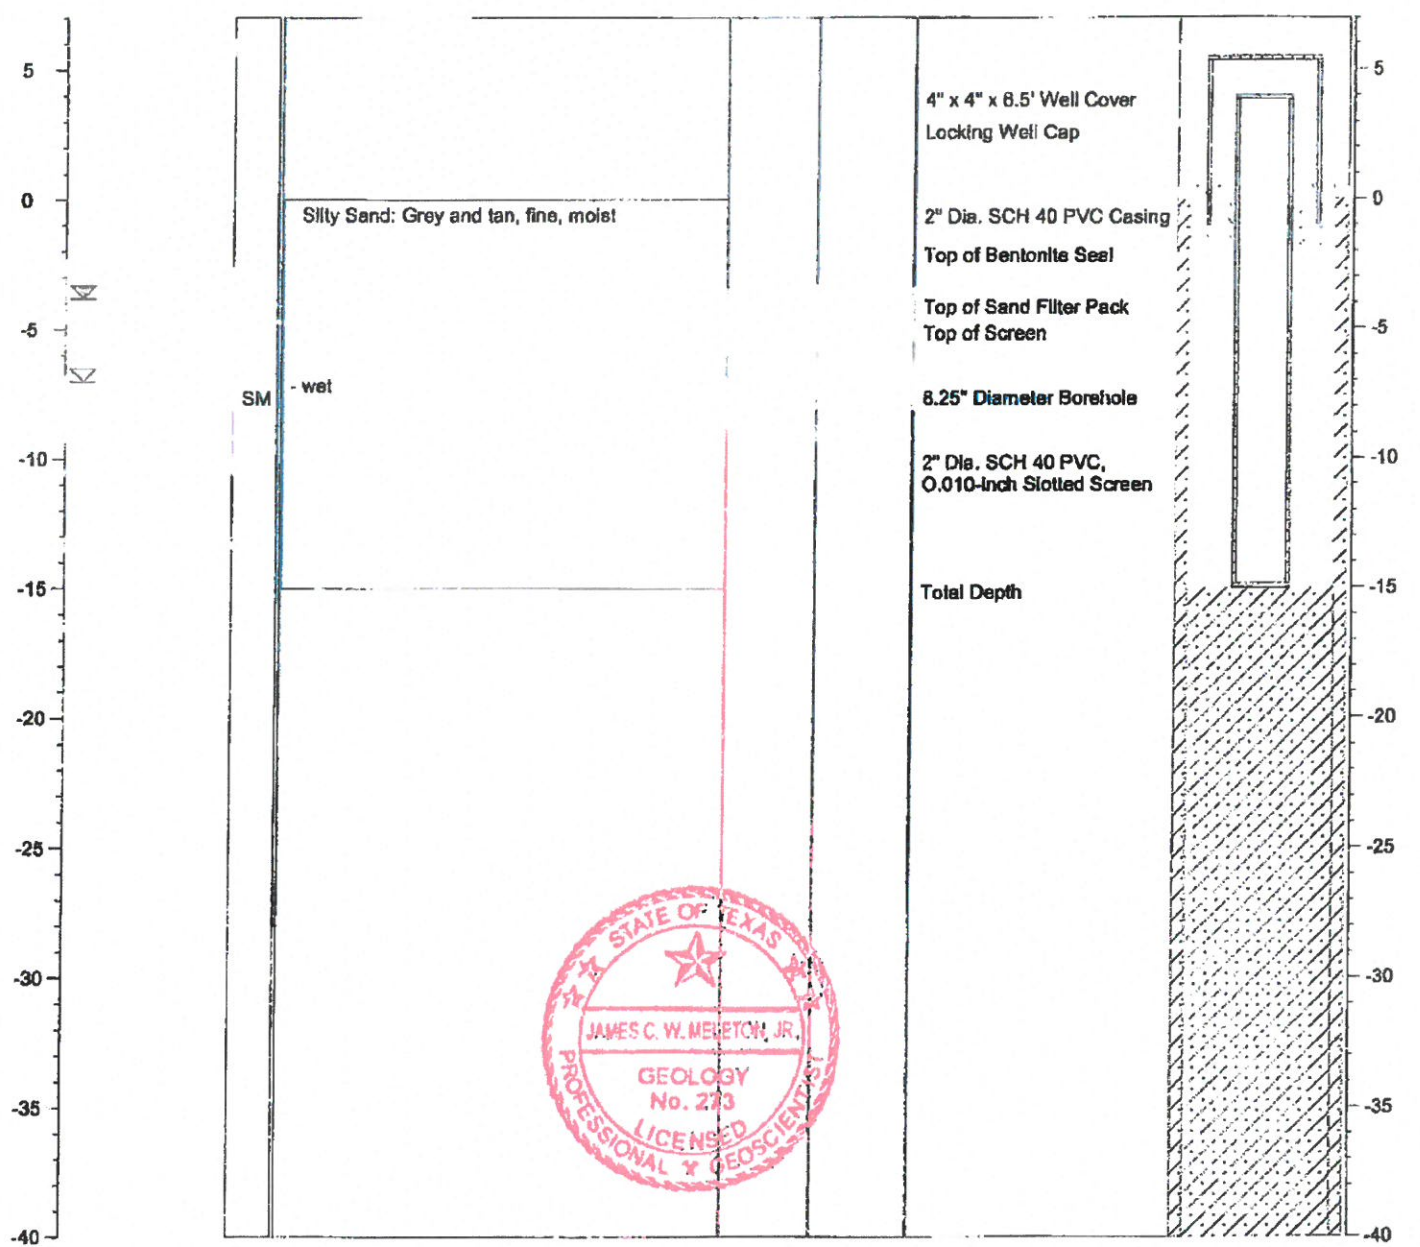 5
0
-5
-10
-15
-20
-25
-30
-35
-40
SM
Silty Sand: Grey and tan, fine, moist
- wet
4" x 4" x 6.5' Well Cover
Locking Well Cap
2" Dia. SCH 40 PVC Casing
Top of Bentonite Seal
Top of Sand Filter Pack
Top of Screen
8.25" Diameter Borehole
2" Dia. SCH 40 PVC,
0.010-Inch Slotted Screen
Total Depth
5
0
-5
-10
-15
-20
-25
-30
-35
-40
STATE OF TEXAS
JAMES C. W. MELETON, JR.
GEOLOGY
No. 273
LICENSED
PROFESSIONAL GEOSCIENTIST